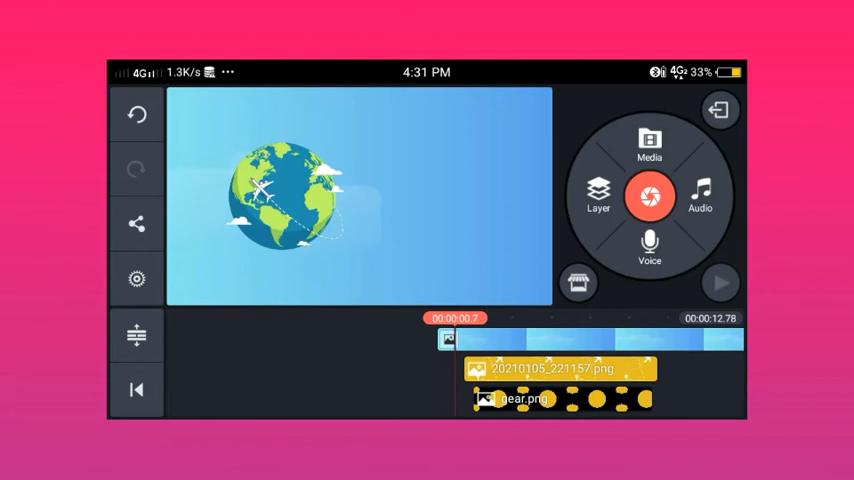 4G 1.3K/s ... 4:31 PM 4G2 33%
Media
Layer
Audio
Voice
00:00:00.7 00:00:12.78
20210105_221157.png
gear.png